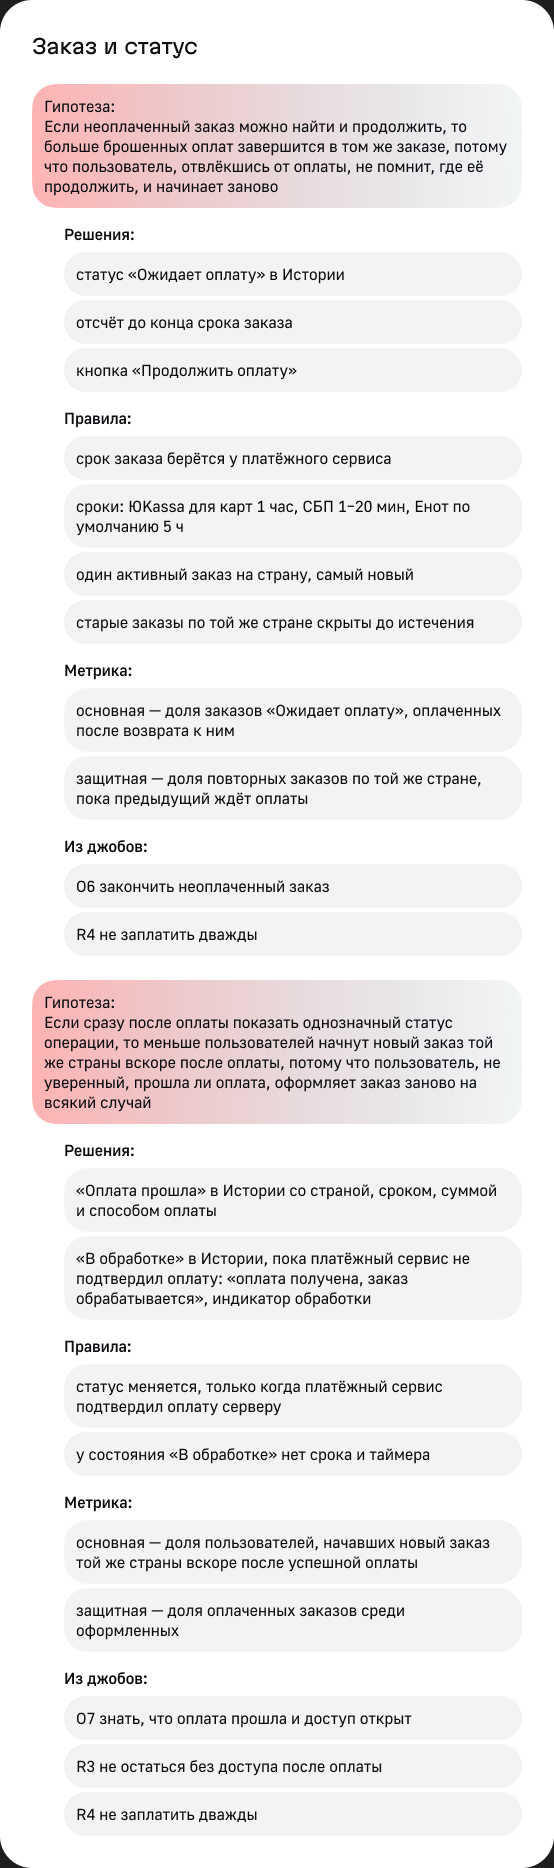 Заказ и статус
Гипотеза:
Если неоплаченный заказ можно найти и продолжить, то
больше брошенных оплат завершится в том же заказе, потому
что пользователь, отвлёкшись от оплаты, не помнит, где её
продолжить, и начинает заново
Решения:
статус «Ожидает оплату» в Истории
отсчёт до конца срока заказа
кнопка «Продолжить оплату»
Правила:
срок заказа берётся у платёжного сервиса
сроки: ЮKassa для карт 1 час, СБП 1–20 мин, Енот по
умолчанию 5 ч
один активный заказ на страну, самый новый
старые заказы по той же стране скрыты до истечения
Метрика:
основная — доля заказов «Ожидает оплату», оплаченных
после возврата к ним
защитная — доля повторных заказов по той же стране,
пока предыдущий ждёт оплаты
Из джобов:
O6 закончить неоплаченный заказ
R4 не заплатить дважды
Гипотеза:
Если сразу после оплаты показать однозначный статус
операции, то меньше пользователей начнут новый заказ той
же страны вскоре после оплаты, потому что пользователь, не
уверенный, прошла ли оплата, оформляет заказ заново на
всякий случай
Решения:
«Оплата прошла» в Истории со страной, сроком, суммой
и способом оплаты
«В обработке» в Истории, пока платёжный сервис не
подтвердил оплату: «оплата получена, заказ
обрабатывается», индикатор обработки
Правила:
статус меняется, только когда платёжный сервис
подтвердил оплату серверу
у состояния «В обработке» нет срока и таймера
Метрика:
основная — доля пользователей, начавших новый заказ
той же страны вскоре после успешной оплаты
защитная — доля оплаченных заказов среди
оформленных
Из джобов:
O7 знать, что оплата прошла и доступ открыт
R3 не остаться без доступа после оплаты
R4 не заплатить дважды